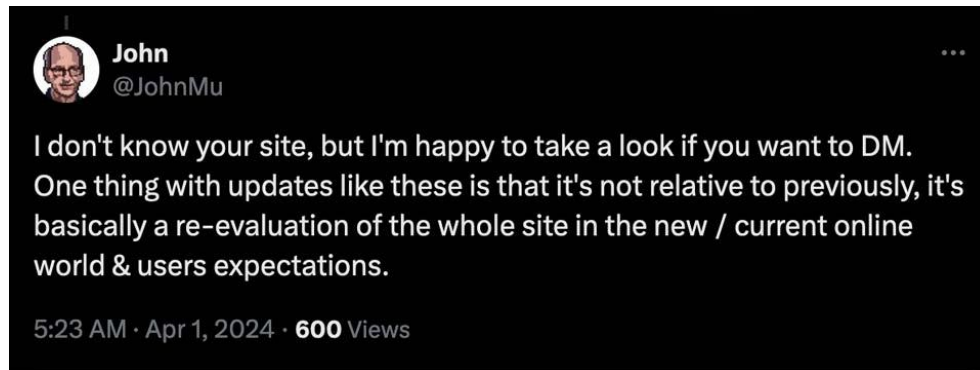 John
@JohnMu
I don't know your site, but I'm happy to take a look if you want to DM.
One thing with updates like these is that it's not relative to previously, it's
basically a re-evaluation of the whole site in the new / current online
world & users expectations.
5:23 AM · Apr 1, 2024 · 600 Views